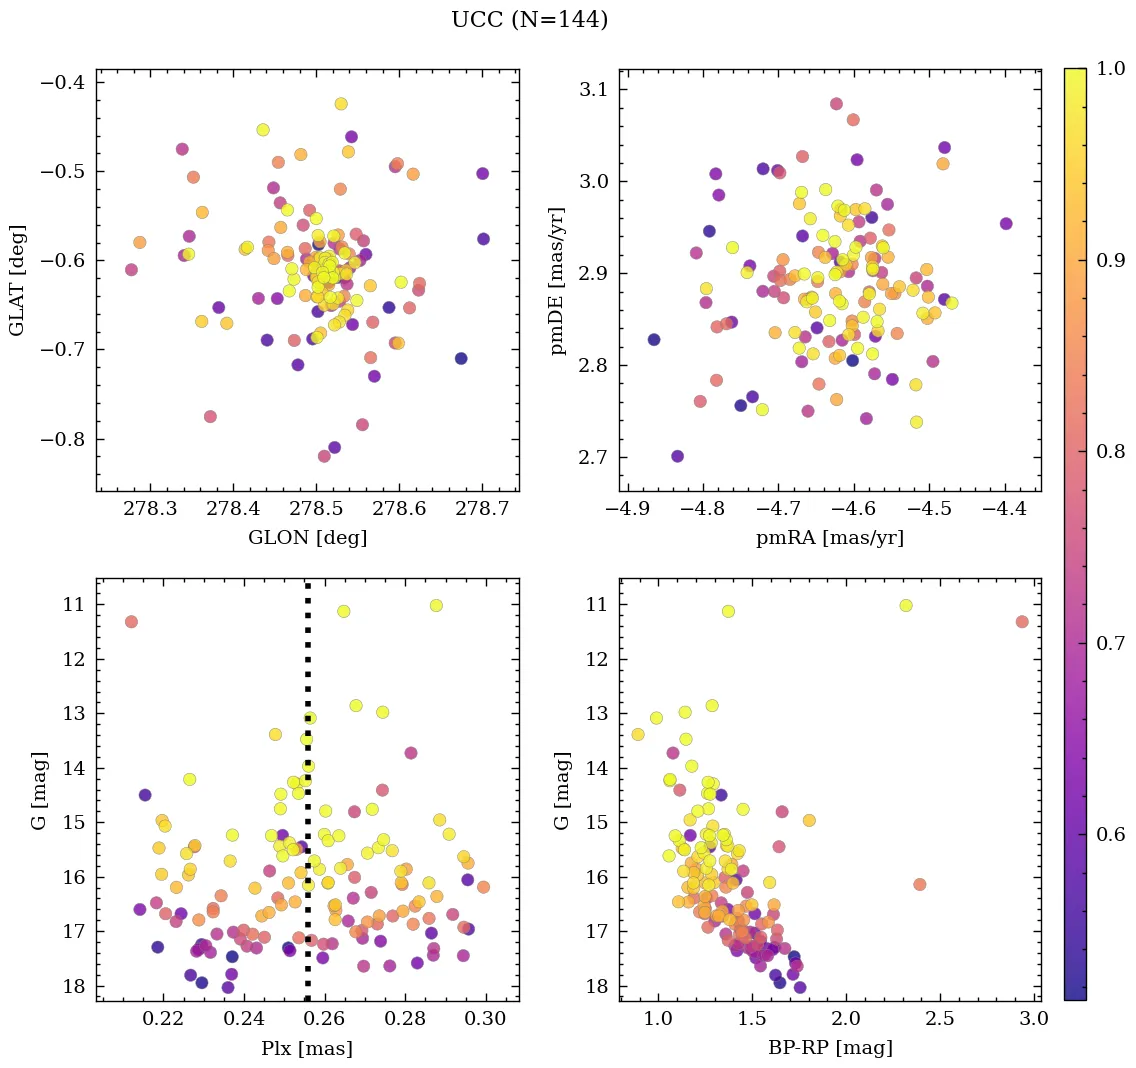 UCC (N=144)
−0.4
−0.5
−0.6
−0.7
−0.8
GLAT [deg]
278.3 278.4 278.5 278.6 278.7
GLON [deg]
3.1
3.0
2.9
2.8
2.7
pmDE [mas/yr]
−4.9 −4.8 −4.7 −4.6 −4.5 −4.4
pmRA [mas/yr]
11
12
13
14
15
16
17
18
G [mag]
0.22 0.24 0.26 0.28 0.30
Plx [mas]
11
12
13
14
15
16
17
18
G [mag]
1.0 1.5 2.0 2.5 3.0
BP-RP [mag]
1.0
0.9
0.8
0.7
0.6